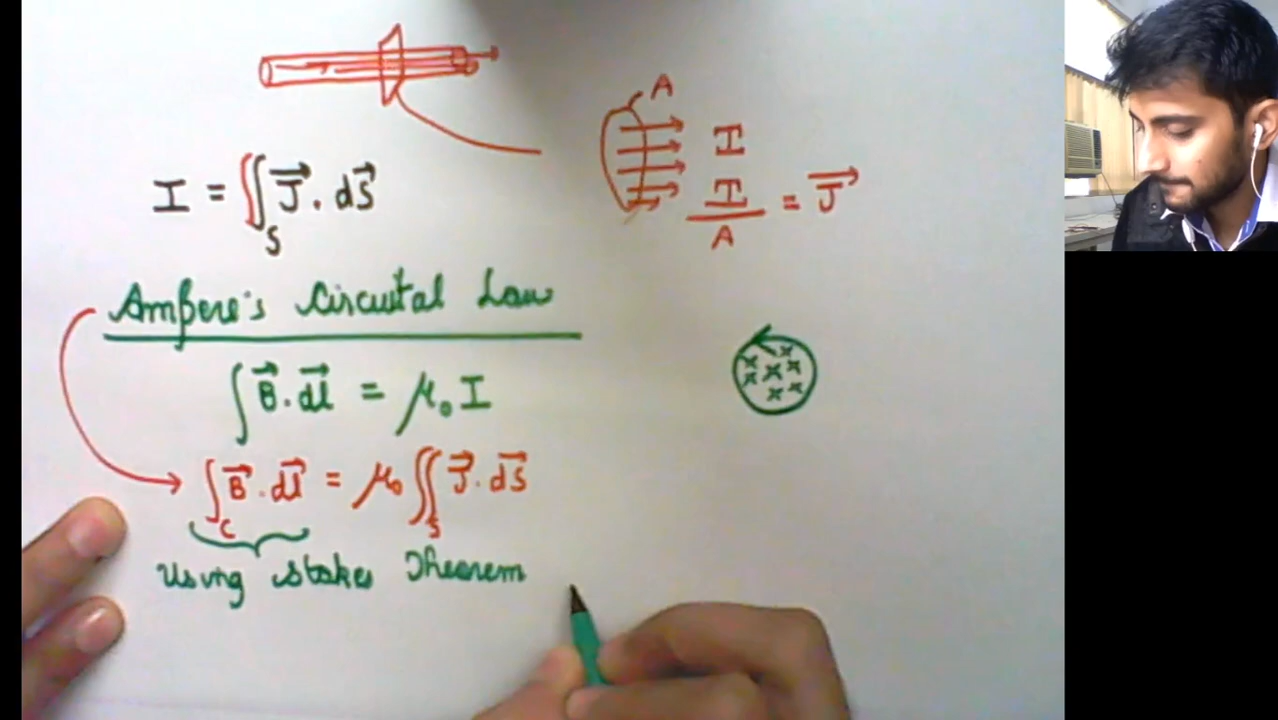 A
I
I = ∬ J⃗ . dS⃗
S
I/A = J⃗
Ampere's Circuital Law
∫ B⃗ . dl⃗ = μ₀ I
∫ B⃗ . dl⃗ = μ₀ ∬ J⃗ . dS⃗
C S
Using Stokes Theorem